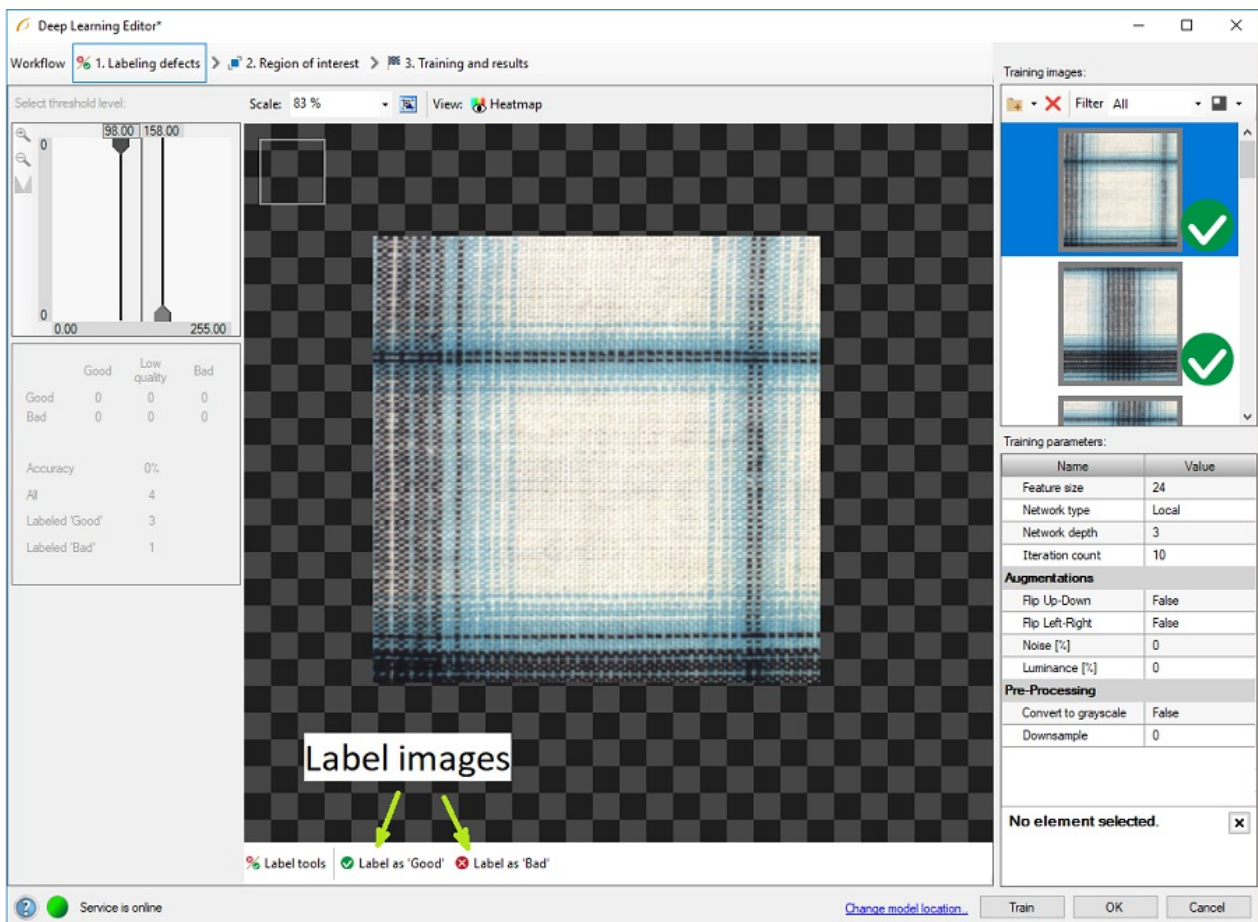 Deep Learning Editor*
Workflow 1. Labeling defects 2. Region of interest 3. Training and results
Select threshold level:
Scale: 83 % View: Heatmap
98.00 158.00
0
0
0.00 255.00
Good Low quality Bad
Good 0 0 0
Bad 0 0 0
Accuracy 0%
All 4
Labeled 'Good' 3
Labeled 'Bad' 1
Label images
Label tools Label as 'Good' Label as 'Bad'
Training images:
Filter All
Training parameters:
Name Value
Feature size 24
Network type Local
Network depth 3
Iteration count 10
Augmentations
Flip Up-Down False
Flip Left-Right False
Noise [%] 0
Luminance [%] 0
Pre-Processing
Convert to grayscale False
Downsample 0
No element selected.
Service is online
Change model location..
Train OK Cancel